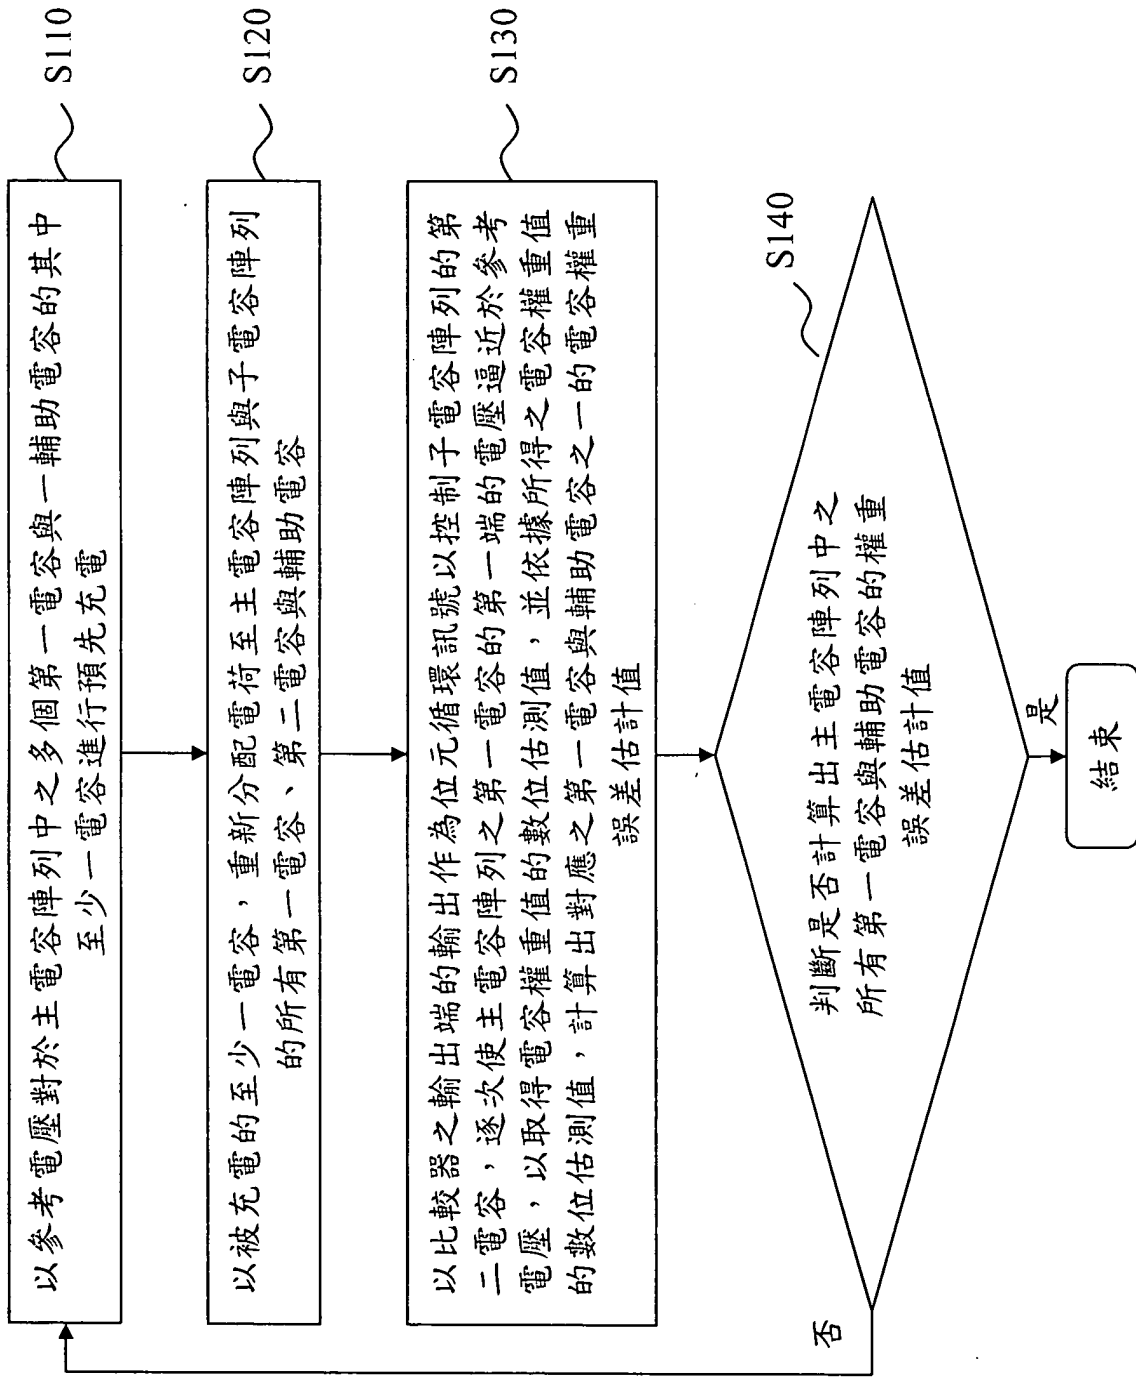 以參考電壓對於主電容陣列中之多個第一電容與一輔助電容的其中
至少一電容進行預先充電
S110
以被充電的至少一電容，重新分配電荷至主電容陣列與子電容陣列
的所有第一電容、第二電容與輔助電容
S120
以比較器之輸出端的輸出作為位元循環訊號以控制子電容陣列的第
二電容，逐次使主電容陣列之第一電容的第一端的電壓逼近於參考
電壓，以取得電容權重值的數位估測值，並依據所得之電容權重值
的數位估測值，計算出對應之第一電容與輔助電容之一的電容權重
誤差估計值
S130
判斷是否計算出主電容陣列中之
所有第一電容與輔助電容的權重
誤差估計值
S140
否
是
結束